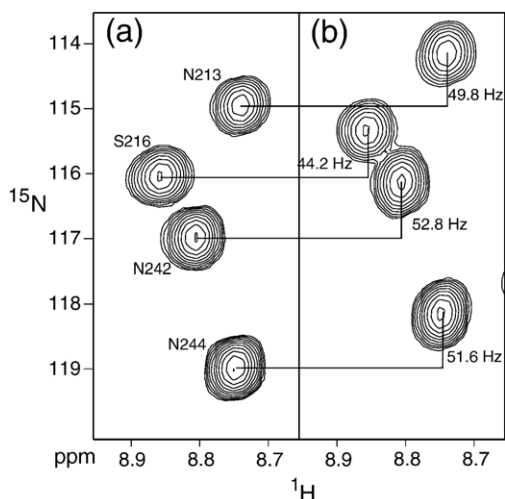 (a) (b)
114
N213
49.8 Hz
115
S216
44.2 Hz
116
¹⁵N
52.8 Hz
117
N242
118
N244
51.6 Hz
119
ppm 8.9 8.8 8.7 8.9 8.8 8.7
¹H